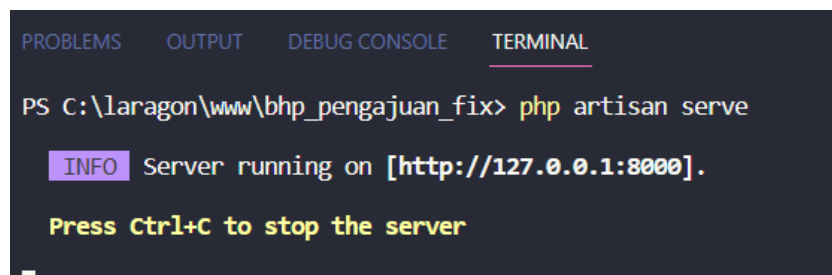 PROBLEMS OUTPUT DEBUG CONSOLE TERMINAL
PS C:\laragon\www\bhp_pengajuan_fix> php artisan serve
INFO Server running on [http://127.0.0.1:8000].
Press Ctrl+C to stop the server